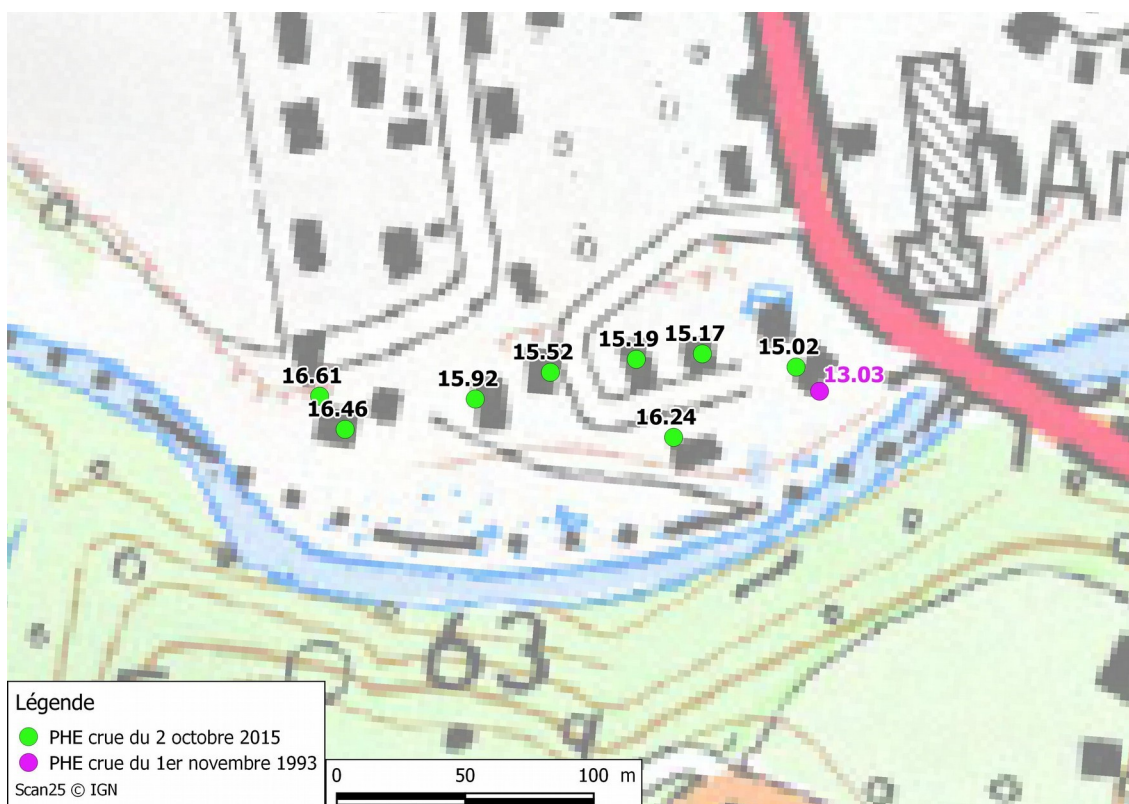 15.19
15.17
15.52
15.02
16.61
15.92
13.03
16.46
16.24
63
Légende
PHE crue du 2 octobre 2015
PHE crue du 1er novembre 1993
Scan25 © IGN
0 50 100 m